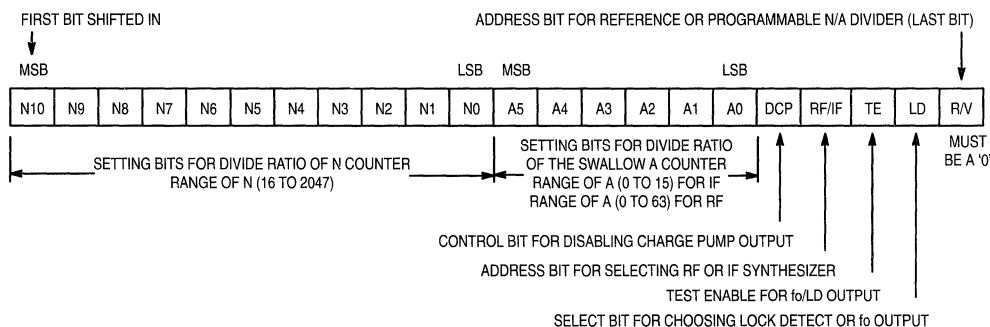 FIRST BIT SHIFTED IN
ADDRESS BIT FOR REFERENCE OR PROGRAMMABLE N/A DIVIDER (LAST BIT)
MSB
LSB
MSB
LSB
N10 N9 N8 N7 N6 N5 N4 N3 N2 N1 N0 A5 A4 A3 A2 A1 A0 DCP RF/IF TE LD R/V
MUST
BE A '0'
SETTING BITS FOR DIVIDE RATIO OF N COUNTER
RANGE OF N (16 TO 2047)
SETTING BITS FOR DIVIDE RATIO
OF THE SWALLOW A COUNTER
RANGE OF A (0 TO 15) FOR IF
RANGE OF A (0 TO 63) FOR RF
CONTROL BIT FOR DISABLING CHARGE PUMP OUTPUT
ADDRESS BIT FOR SELECTING RF OR IF SYNTHESIZER
TEST ENABLE FOR fo/LD OUTPUT
SELECT BIT FOR CHOOSING LOCK DETECT OR fo OUTPUT